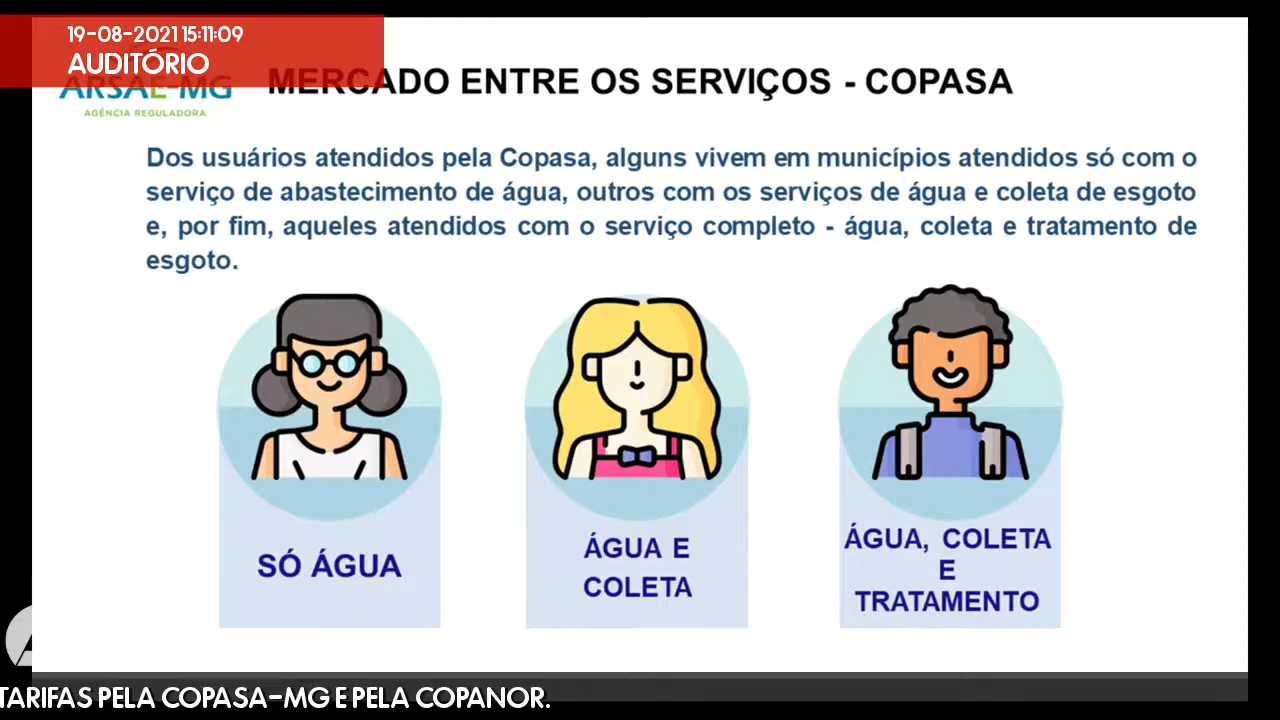 19-08-2021 15:11:09
AUDITÓRIO
ARSAE-MG
AGÊNCIA REGULADORA
MERCADO ENTRE OS SERVIÇOS - COPASA
Dos usuários atendidos pela Copasa, alguns vivem em municípios atendidos só com o
serviço de abastecimento de água, outros com os serviços de água e coleta de esgoto
e, por fim, aqueles atendidos com o serviço completo - água, coleta e tratamento de
esgoto.
SÓ ÁGUA
ÁGUA E
COLETA
ÁGUA, COLETA
E
TRATAMENTO
TARIFAS PELA COPASA-MG E PELA COPANOR.